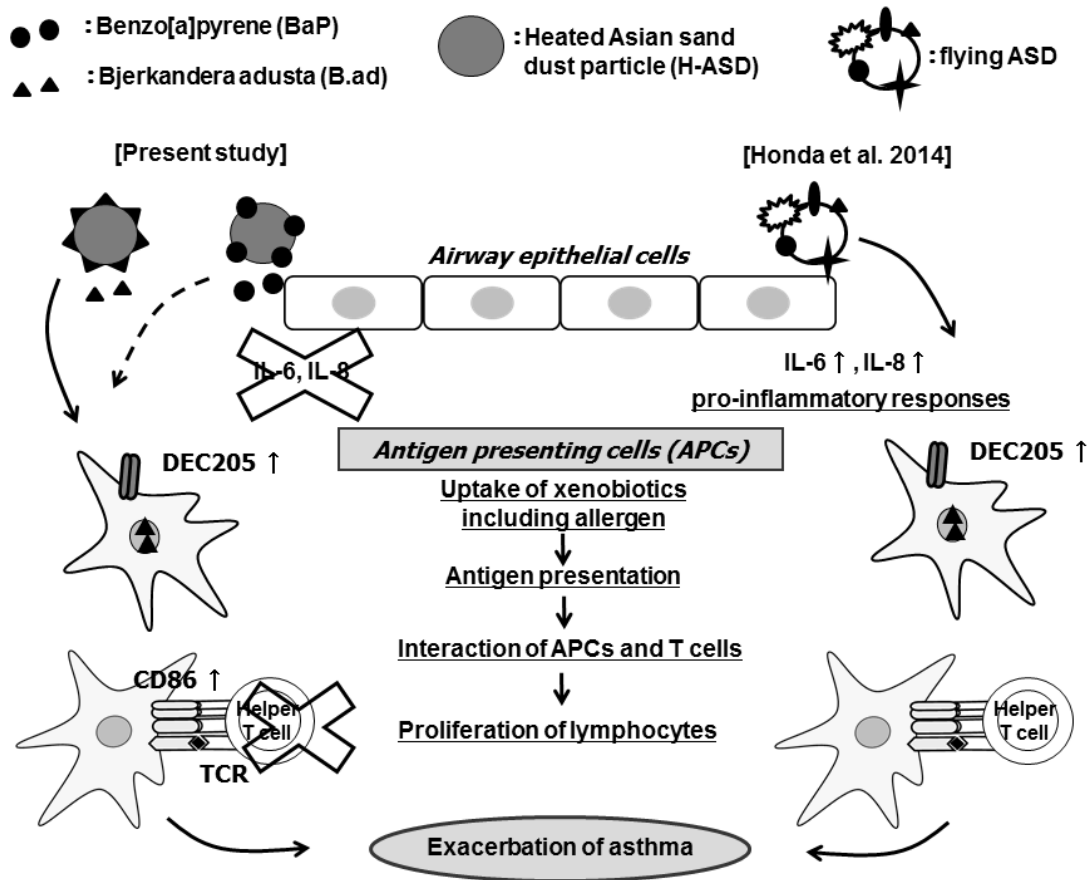 : Benzo[a]pyrene (BaP)
: Bjerkandera adusta (B.ad)
: Heated Asian sand
dust particle (H-ASD)
: flying ASD
[Present study]
[Honda et al. 2014]
Airway epithelial cells
IL-6, IL-8
IL-6 ↑ , IL-8 ↑
pro-inflammatory responses
Antigen presenting cells (APCs)
DEC205 ↑
DEC205 ↑
Uptake of xenobiotics
including allergen
Antigen presentation
Interaction of APCs and T cells
CD86 ↑
Helper
T cell
TCR
Proliferation of lymphocytes
Helper
T cell
Exacerbation of asthma